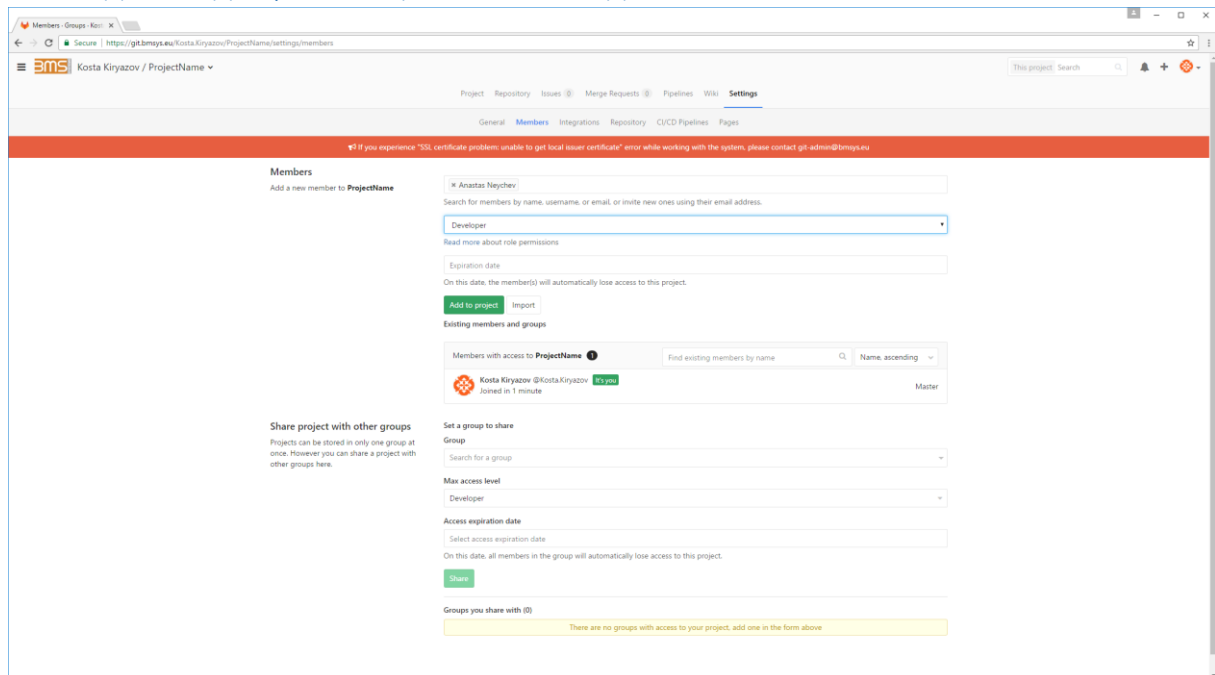 Members · Groups · Kost
Secure | https://git.bmsys.eu/Kosta.Kiryazov/ProjectName/settings/members
BMS Kosta Kiryazov / ProjectName
This project Search
Project Repository Issues 0 Merge Requests 0 Pipelines Wiki Settings
General Members Integrations Repository CI/CD Pipelines Pages
If you experience "SSL certificate problem: unable to get local issuer certificate" error while working with the system, please contact git-admin@bmsys.eu
Members
Add a new member to ProjectName
Anastas Neychev
Search for members by name, username, or email, or invite new ones using their email address.
Developer
Read more about role permissions
Expiration date
On this date, the member(s) will automatically lose access to this project.
Add to project Import
Existing members and groups
Members with access to ProjectName 1
Find existing members by name
Name, ascending
Kosta Kiryazov @Kosta.Kiryazov It's you
Joined in 1 minute
Master
Share project with other groups
Projects can be stored in only one group at
once. However you can share a project with
other groups here.
Set a group to share
Group
Search for a group
Max access level
Developer
Access expiration date
Select access expiration date
On this date, all members in the group will automatically lose access to this project.
Share
Groups you share with (0)
There are no groups with access to your project, add one in the form above